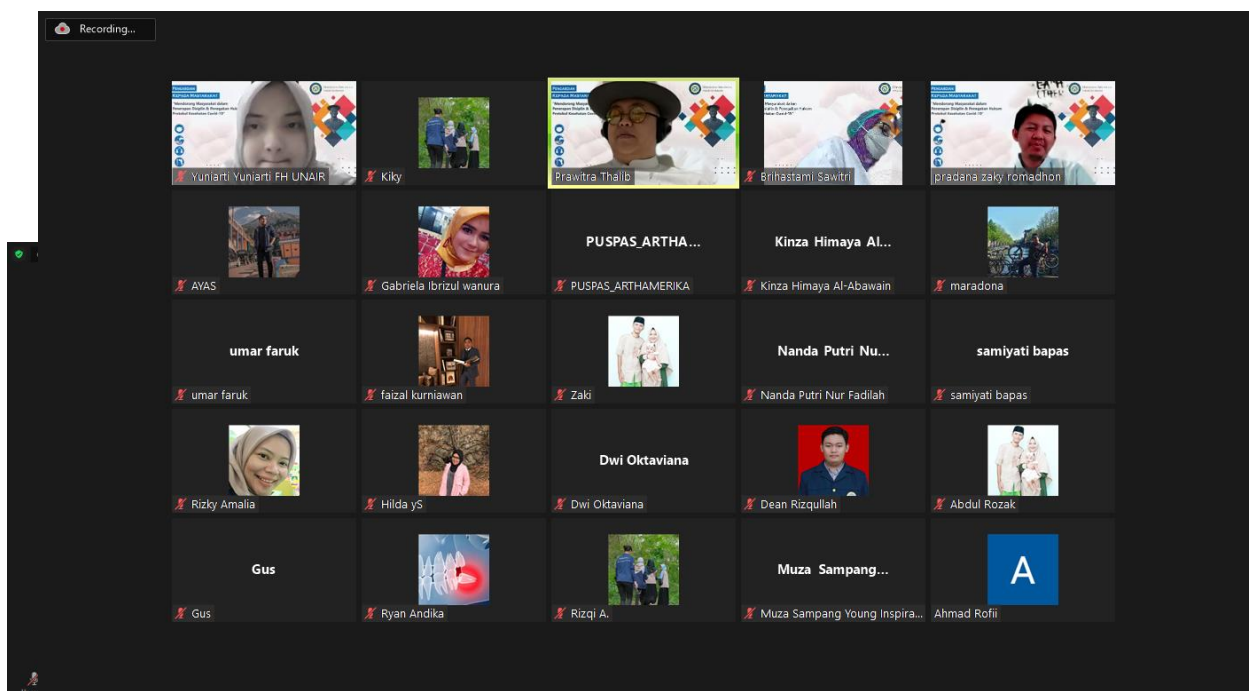 Recording...
PENGABDIAN
KEPADA MASYARAKAT
Yuniarti Yuniarti FH UNAIR
Kiky
Prawitra Thalib
Brihastami Sawitri
pradana zaky romadhon
PUSPAS_ARTHA...
Kinza Himaya Al...
AYAS
Gabriela Ibrizul wanura
PUSPAS_ARTHAMERIKA
Kinza Himaya Al-Abawain
maradona
umar faruk
Nanda Putri Nu...
samiyati bapas
umar faruk
faizal kurniawan
Zaki
Nanda Putri Nur Fadilah
samiyati bapas
Dwi Oktaviana
Rizky Amalia
Hilda yS
Dwi Oktaviana
Dean Rizqullah
Abdul Rozak
Gus
Muza Sampang...
A
Gus
Ryan Andika
Rizqi A.
Muza Sampang Young Inspira...
Ahmad Rofii